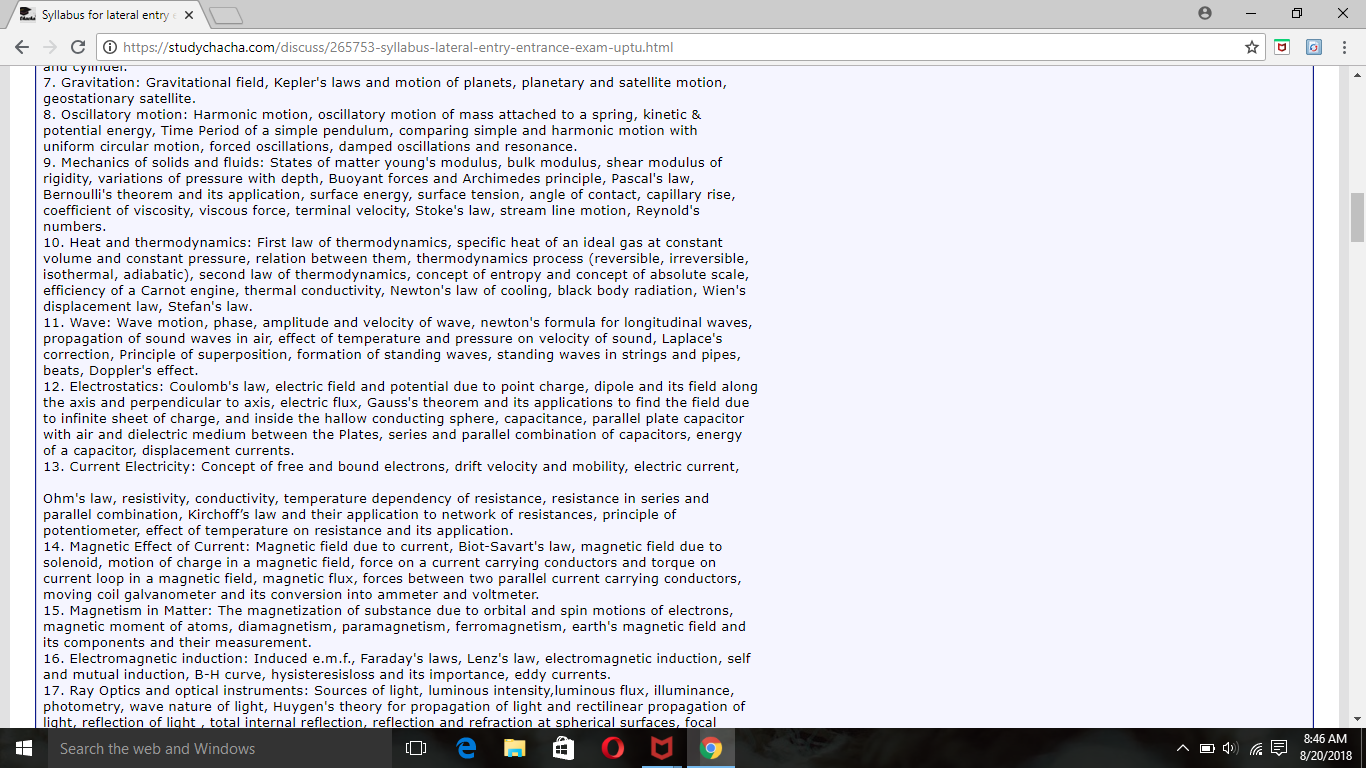 Syllabus for lateral entry e
https://studychacha.com/discuss/265753-syllabus-lateral-entry-entrance-exam-uptu.html
and cylinder.
7. Gravitation: Gravitational field, Kepler's laws and motion of planets, planetary and satellite motion,
geostationary satellite.
8. Oscillatory motion: Harmonic motion, oscillatory motion of mass attached to a spring, kinetic &
potential energy, Time Period of a simple pendulum, comparing simple and harmonic motion with
uniform circular motion, forced oscillations, damped oscillations and resonance.
9. Mechanics of solids and fluids: States of matter young's modulus, bulk modulus, shear modulus of
rigidity, variations of pressure with depth, Buoyant forces and Archimedes principle, Pascal's law,
Bernoulli's theorem and its application, surface energy, surface tension, angle of contact, capillary rise,
coefficient of viscosity, viscous force, terminal velocity, Stoke's law, stream line motion, Reynold's
numbers.
10. Heat and thermodynamics: First law of thermodynamics, specific heat of an ideal gas at constant
volume and constant pressure, relation between them, thermodynamics process (reversible, irreversible,
isothermal, adiabatic), second law of thermodynamics, concept of entropy and concept of absolute scale,
efficiency of a Carnot engine, thermal conductivity, Newton's law of cooling, black body radiation, Wien's
displacement law, Stefan's law.
11. Wave: Wave motion, phase, amplitude and velocity of wave, newton's formula for longitudinal waves,
propagation of sound waves in air, effect of temperature and pressure on velocity of sound, Laplace's
correction, Principle of superposition, formation of standing waves, standing waves in strings and pipes,
beats, Doppler's effect.
12. Electrostatics: Coulomb's law, electric field and potential due to point charge, dipole and its field along
the axis and perpendicular to axis, electric flux, Gauss's theorem and its applications to find the field due
to infinite sheet of charge, and inside the hallow conducting sphere, capacitance, parallel plate capacitor
with air and dielectric medium between the Plates, series and parallel combination of capacitors, energy
of a capacitor, displacement currents.
13. Current Electricity: Concept of free and bound electrons, drift velocity and mobility, electric current,
Ohm's law, resistivity, conductivity, temperature dependency of resistance, resistance in series and
parallel combination, Kirchoff’s law and their application to network of resistances, principle of
potentiometer, effect of temperature on resistance and its application.
14. Magnetic Effect of Current: Magnetic field due to current, Biot-Savart's law, magnetic field due to
solenoid, motion of charge in a magnetic field, force on a current carrying conductors and torque on
current loop in a magnetic field, magnetic flux, forces between two parallel current carrying conductors,
moving coil galvanometer and its conversion into ammeter and voltmeter.
15. Magnetism in Matter: The magnetization of substance due to orbital and spin motions of electrons,
magnetic moment of atoms, diamagnetism, paramagnetism, ferromagnetism, earth's magnetic field and
its components and their measurement.
16. Electromagnetic induction: Induced e.m.f., Faraday's laws, Lenz's law, electromagnetic induction, self
and mutual induction, B-H curve, hysisteresisloss and its importance, eddy currents.
17. Ray Optics and optical instruments: Sources of light, luminous intensity,luminous flux, illuminance,
photometry, wave nature of light, Huygen's theory for propagation of light and rectilinear propagation of
light, reflection of light , total internal reflection, reflection and refraction at spherical surfaces, focal
Search the web and Windows
8:46 AM
8/20/2018